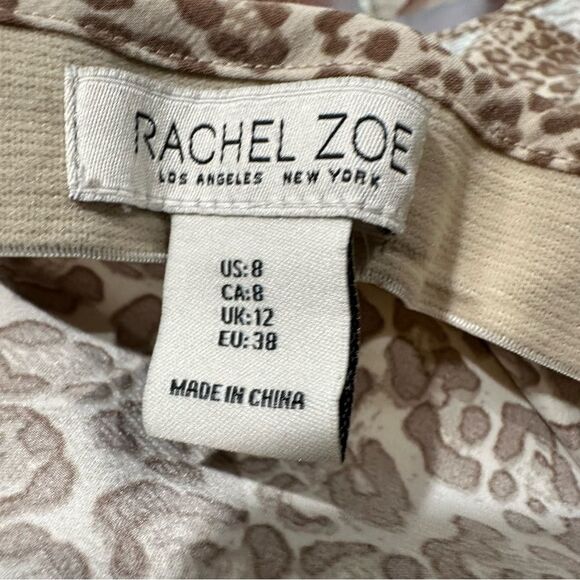 RACHEL ZOE
LOS ANGELES NEW YORK
US:8
CA:8
UK:12
EU:38
MADE IN CHINA